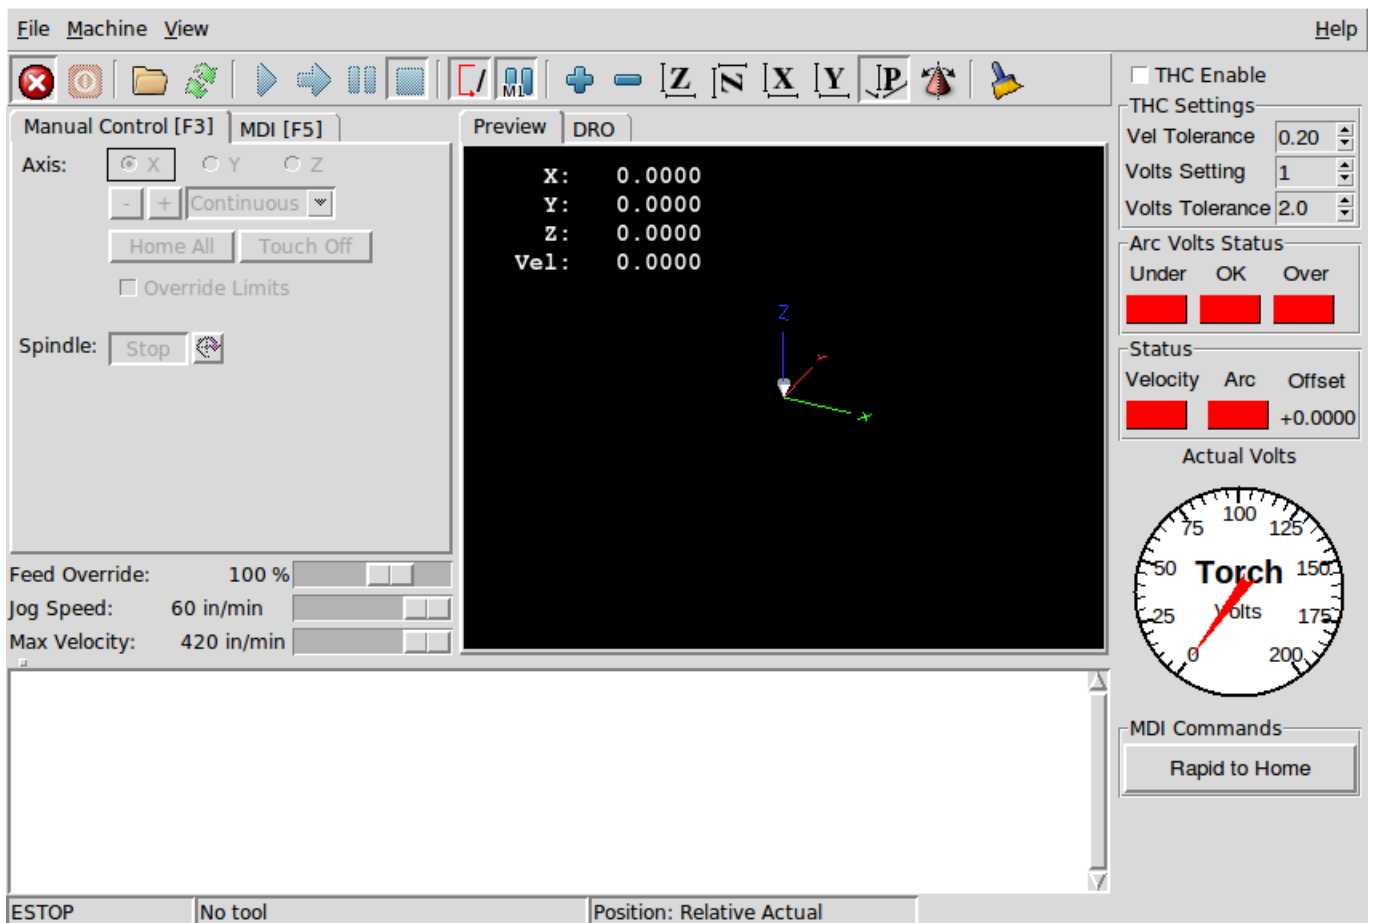 File Machine View Help
M1 Z N X Y P
THC Enable
THC Settings
Vel Tolerance 0.20
Volts Setting 1
Volts Tolerance 2.0
Arc Volts Status
Under OK Over
Status
Velocity Arc Offset
+0.0000
Actual Volts
0 25 50 75 100 125 150 175 200
Torch
Volts
MDI Commands
Rapid to Home
Manual Control [F3] MDI [F5]
Axis: X Y Z
- + Continuous
Home All Touch Off
Override Limits
Spindle: Stop
Feed Override: 100 %
Jog Speed: 60 in/min
Max Velocity: 420 in/min
Preview DRO
X: 0.0000
Y: 0.0000
Z: 0.0000
Vel: 0.0000
Z
Y
X
ESTOP No tool Position: Relative Actual